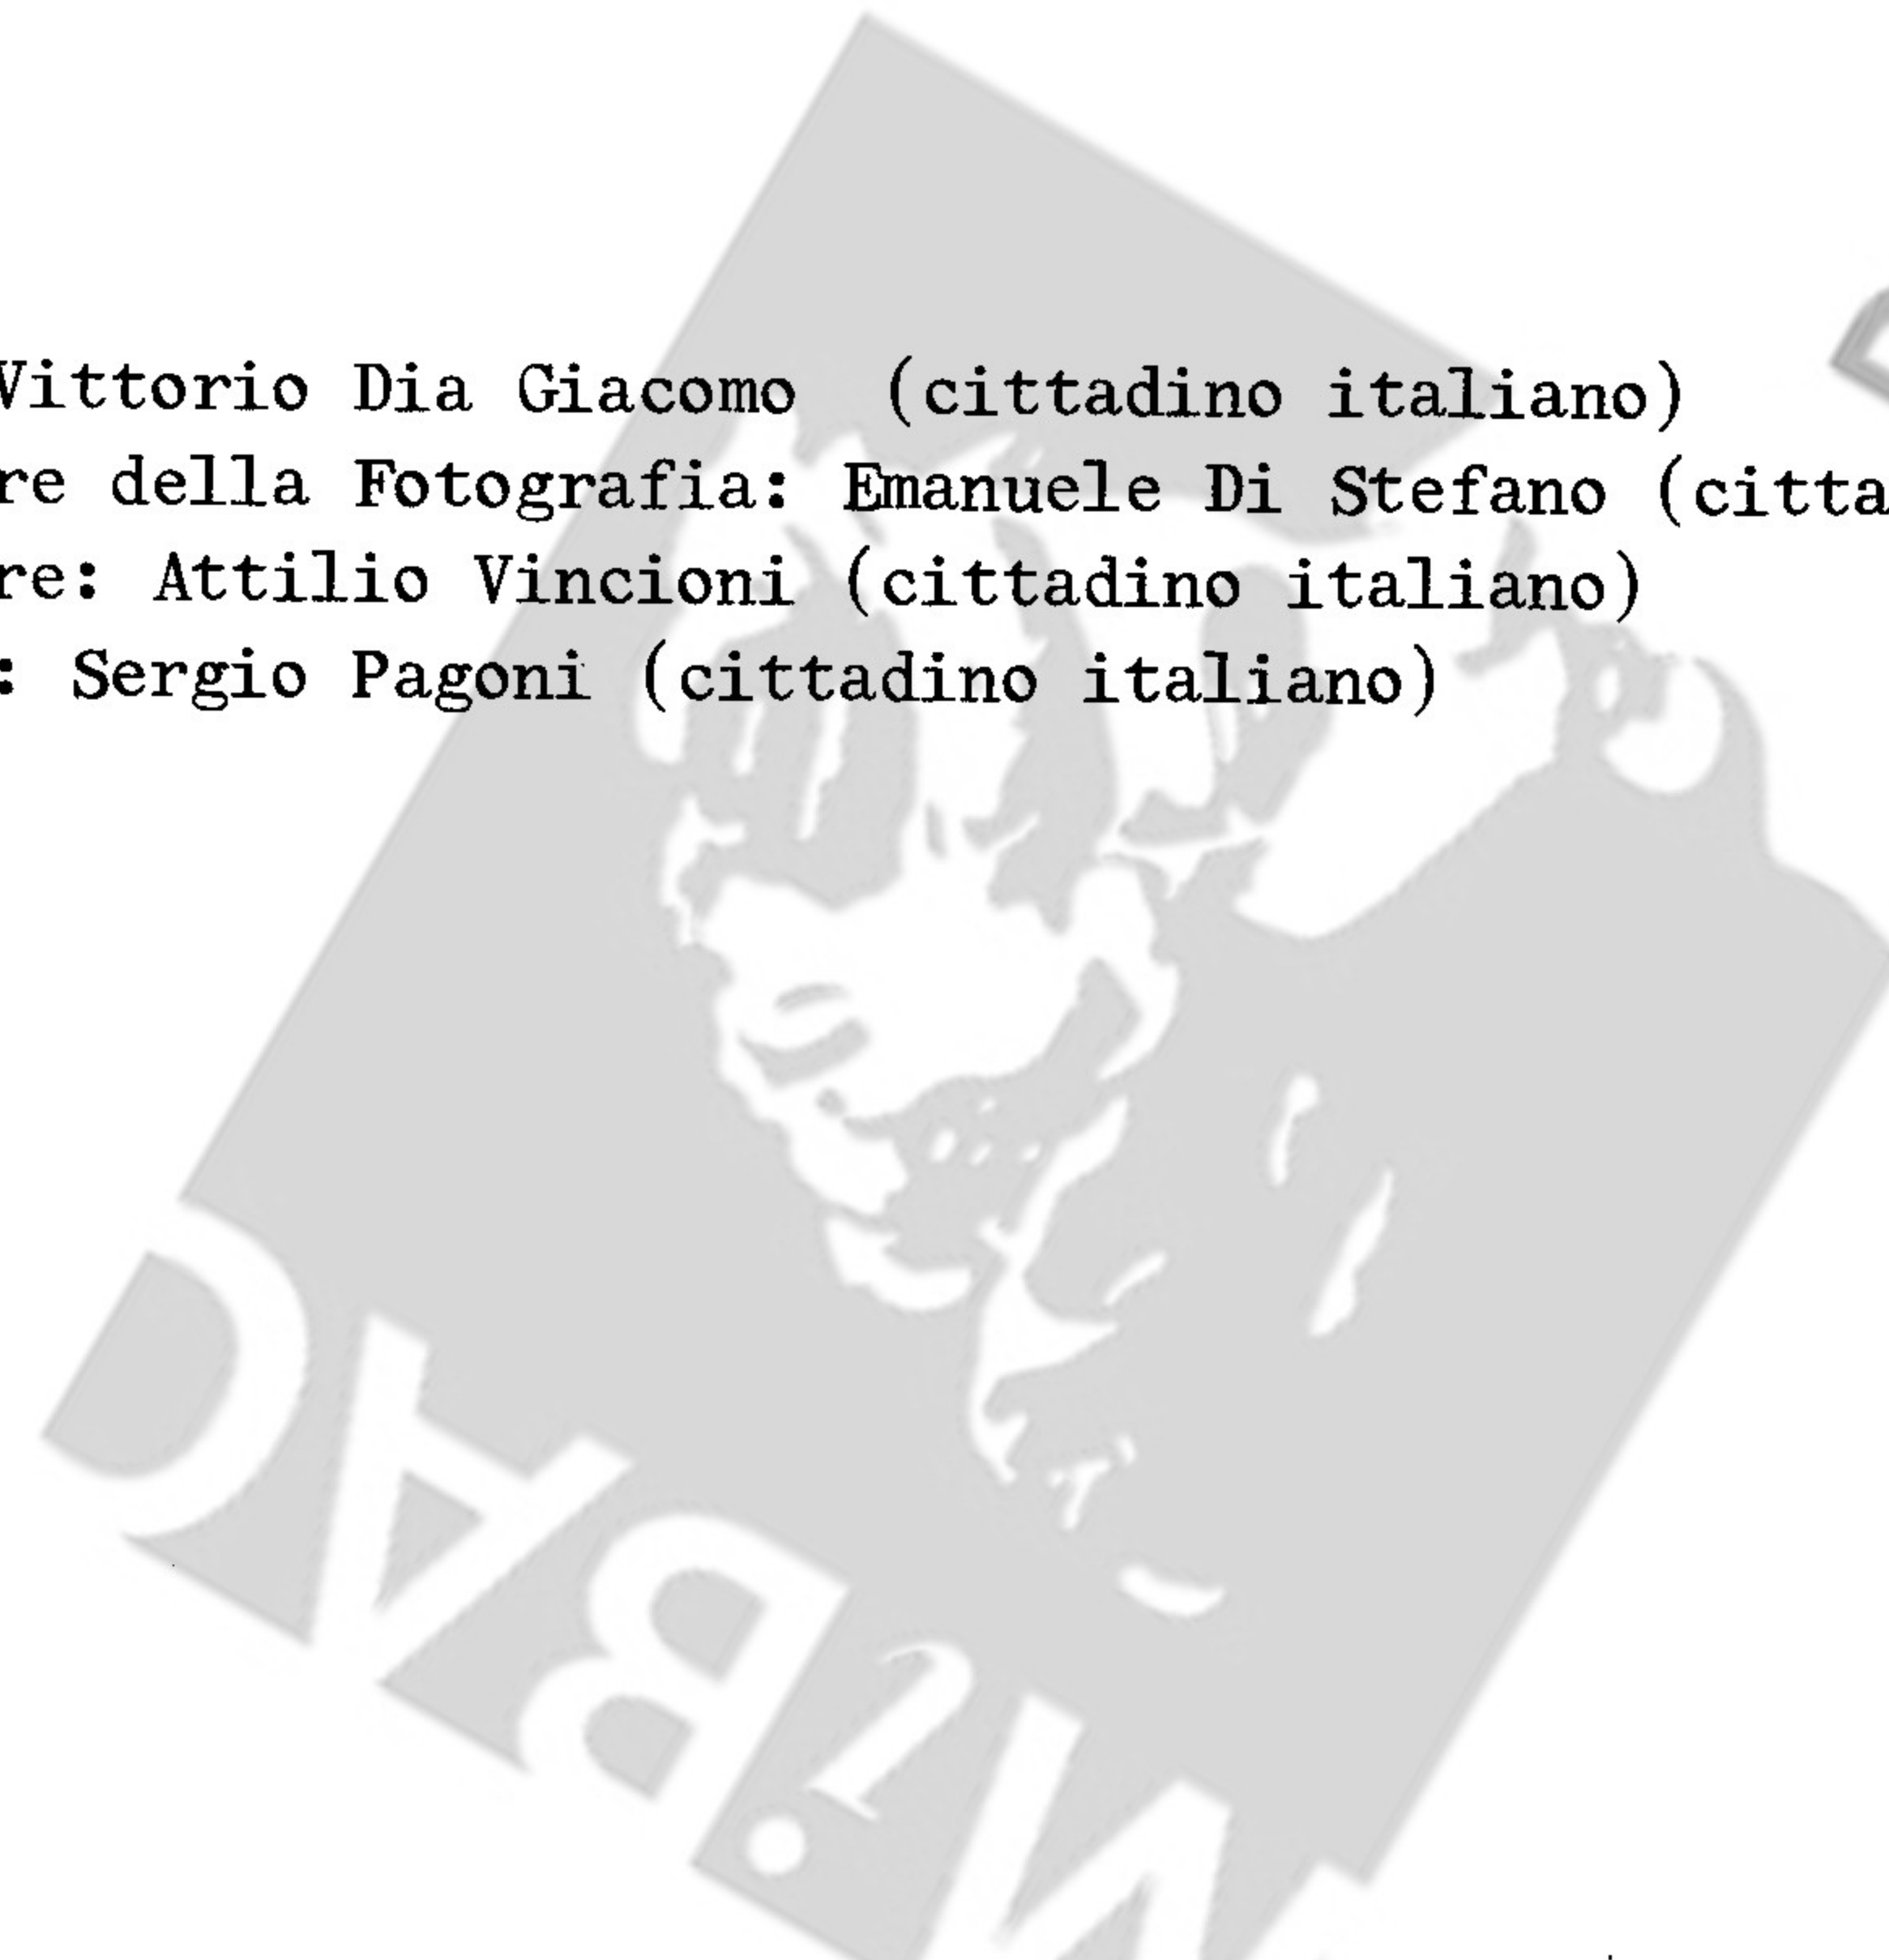 Vittorio Dia Giacomo (cittadino italiano)
re della Fotografia: Emanuele Di Stefano (citta
re: Attilio Vincioni (cittadino italiano)
: Sergio Pagoni (cittadino italiano)
MiBAC